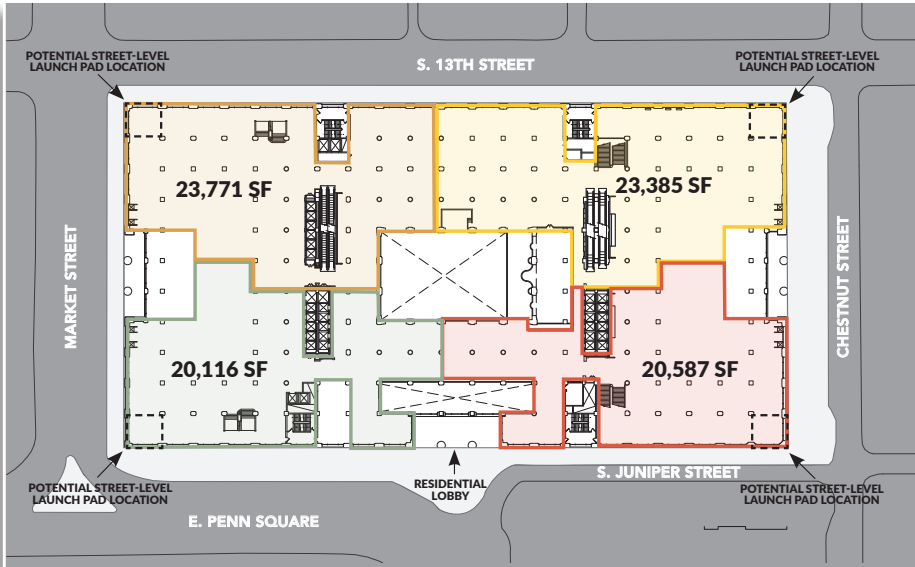 POTENTIAL STREET-LEVEL
LAUNCH PAD LOCATION
S. 13TH STREET
POTENTIAL STREET-LEVEL
LAUNCH PAD LOCATION
23,771 SF
23,385 SF
MARKET STREET
CHESTNUT STREET
20,116 SF
20,587 SF
POTENTIAL STREET-LEVEL
LAUNCH PAD LOCATION
RESIDENTIAL
LOBBY
S. JUNIPER STREET
POTENTIAL STREET-LEVEL
LAUNCH PAD LOCATION
E. PENN SQUARE